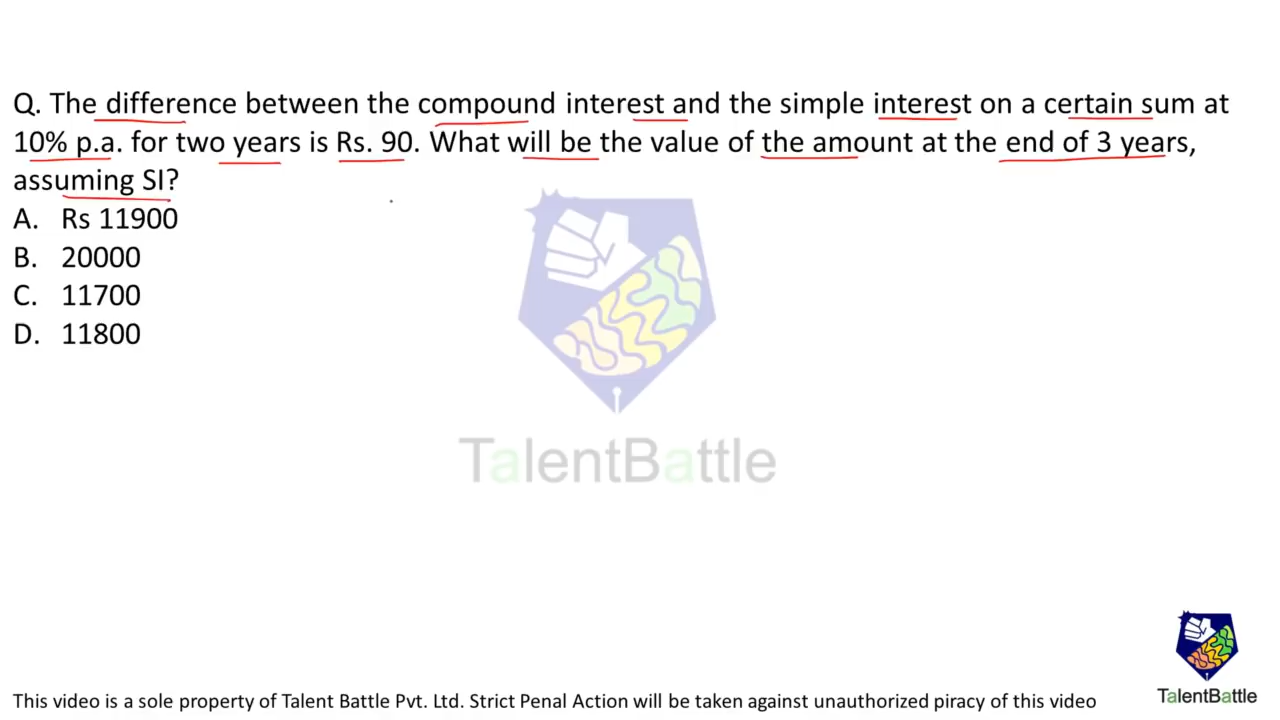 Q. The difference between the compound interest and the simple interest on a certain sum at
10% p.a. for two years is Rs. 90. What will be the value of the amount at the end of 3 years,
assuming SI?
A. Rs 11900
B. 20000
C. 11700
D. 11800
TalentBattle
TalentBattle
This video is a sole property of Talent Battle Pvt. Ltd. Strict Penal Action will be taken against unauthorized piracy of this video